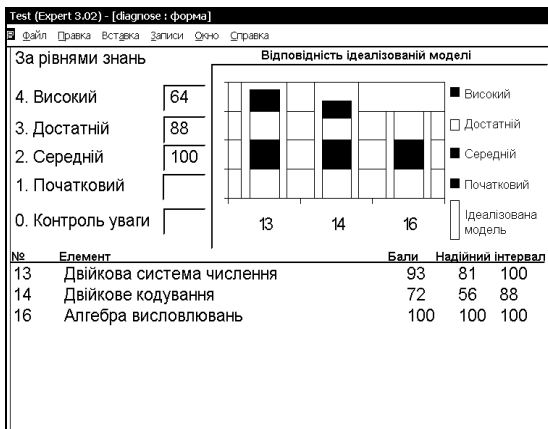 Test (Expert 3.02) - [diagnose : форма]
Файл Правка Вставка Записи Окно Справка
За рівнями знань
4. Високий 64
3. Достатній 88
2. Середній 100
1. Початковий
0. Контроль уваги
Відповідність ідеалізованій моделі
13 14 16
Високий
Достатній
Середній
Початковий
Ідеалізована
модель
№ Елемент Бали Надійний інтервал
13 Двійкова система числення 93 81 100
14 Двійкове кодування 72 56 88
16 Алгебра висловлювань 100 100 100